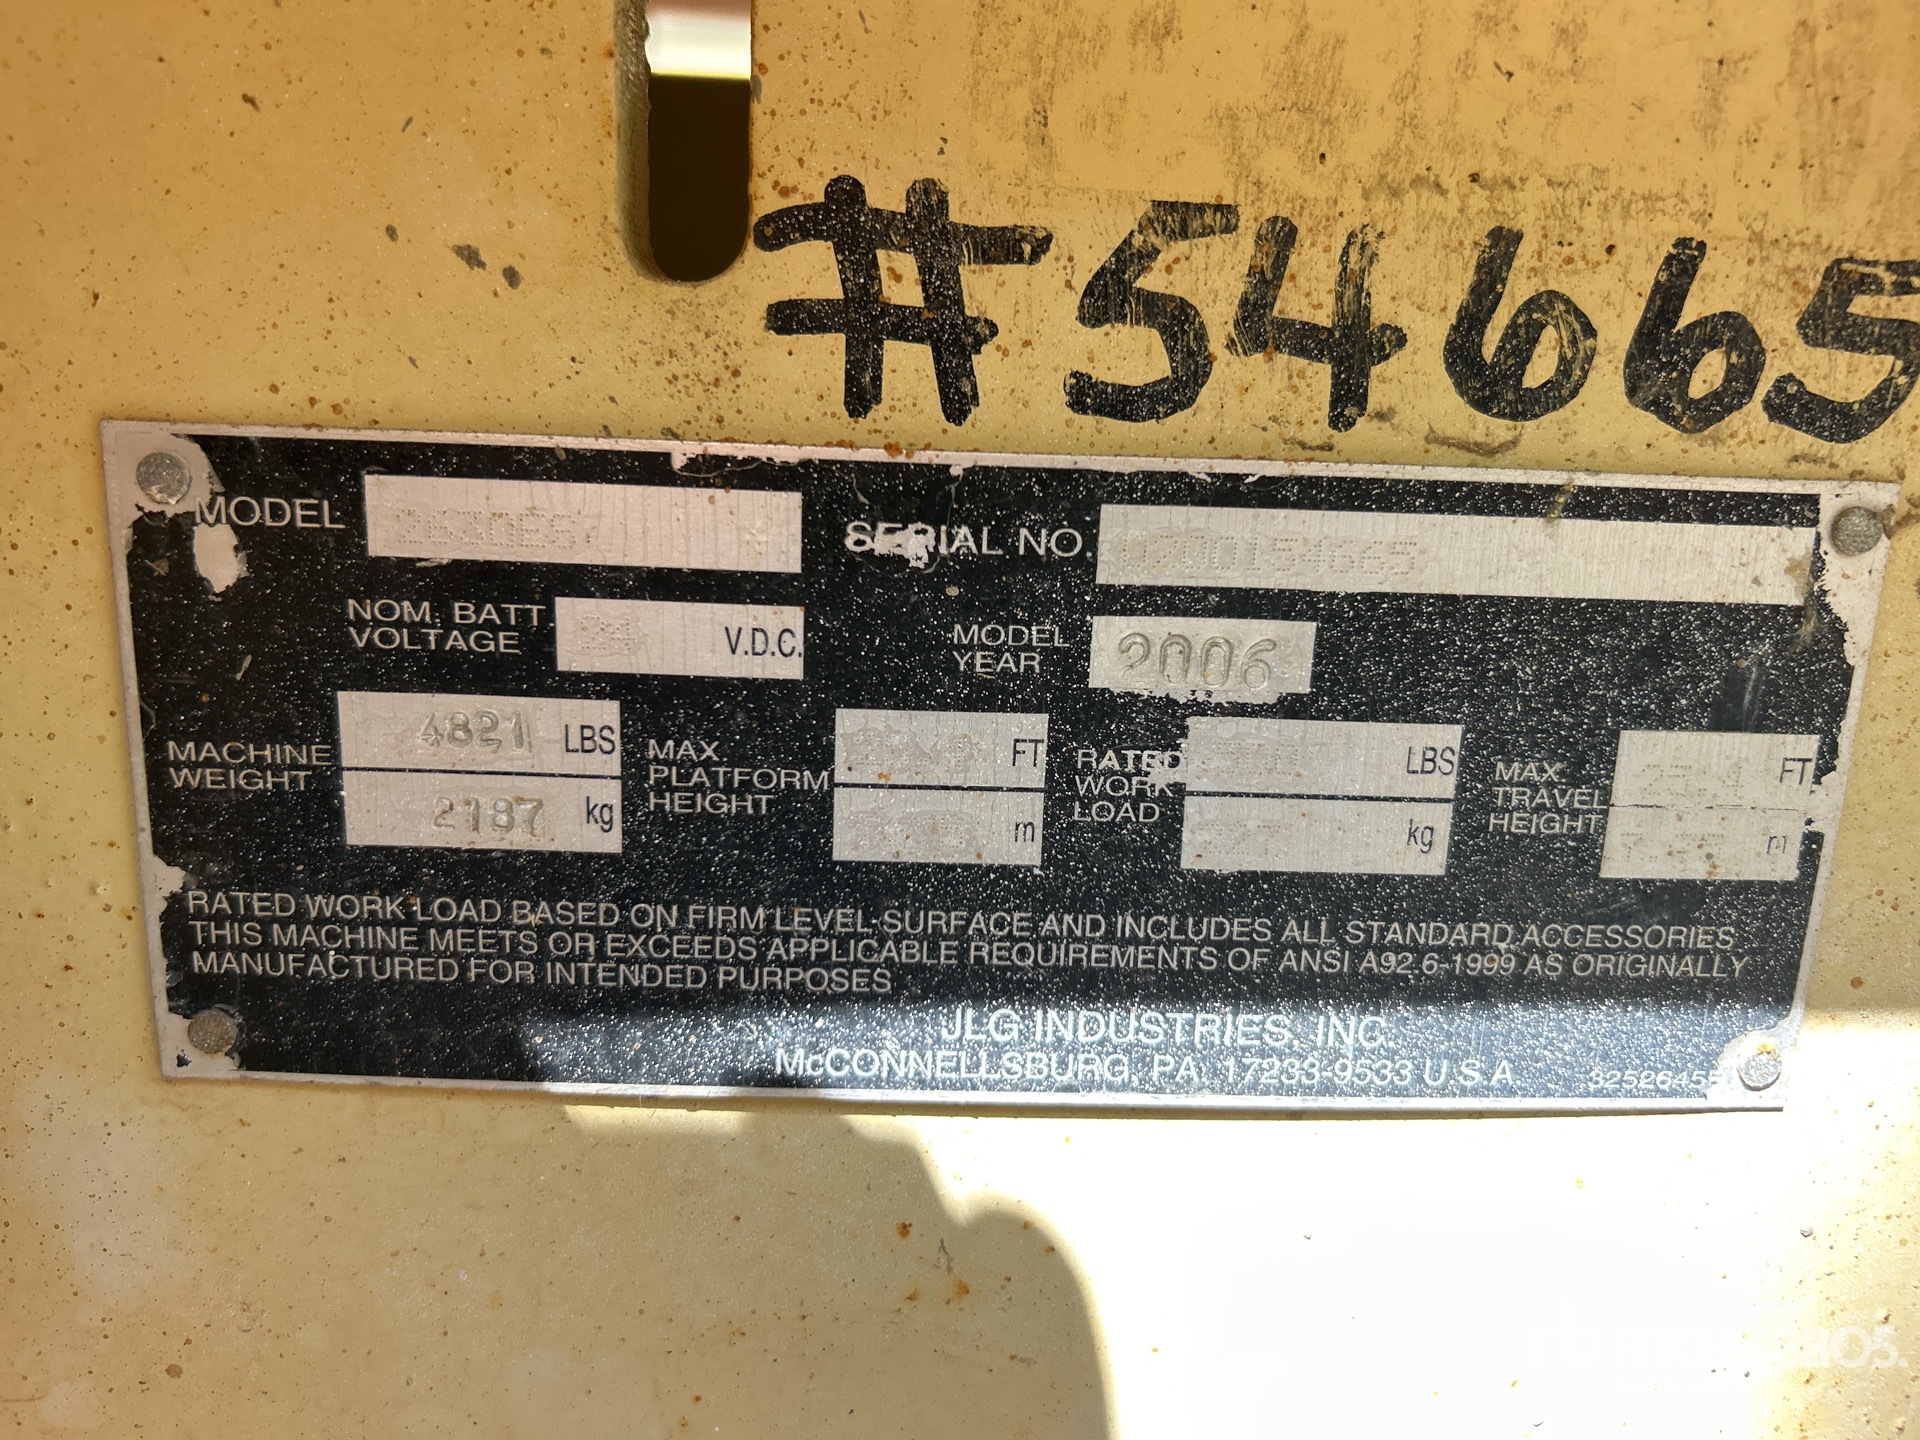 #54665
MODEL 2630ES SERIAL NO. 0200154665
NOM. BATT. VOLTAGE 24 V.D.C. MODEL YEAR 2006
MACHINE WEIGHT 4821 LBS 2187 kg
MAX. PLATFORM HEIGHT FT m
RATED WORK LOAD LBS kg
MAX. TRAVEL HEIGHT FT m
RATED WORK LOAD BASED ON FIRM LEVEL SURFACE AND INCLUDES ALL STANDARD ACCESSORIES.
THIS MACHINE MEETS OR EXCEEDS APPLICABLE REQUIREMENTS OF ANSI A92.6-1999 AS ORIGINALLY
MANUFACTURED FOR INTENDED PURPOSES
JLG INDUSTRIES, INC.
McCONNELLSBURG, PA. 17233-9533 U S A